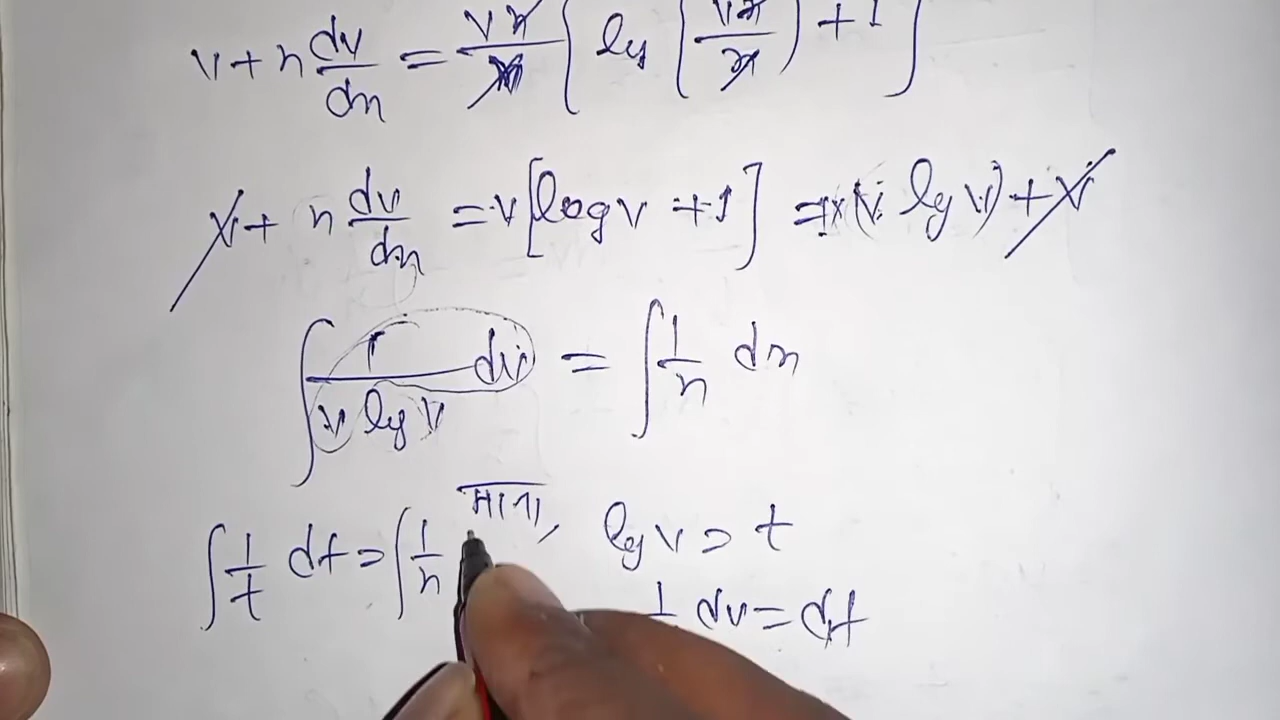 v + x dv/dx = vx/x { log ( vx/x ) + 1 }
v + x dv/dx = v [ log v + 1 ] = (v log v) + v
∫ 1/(v log v) dv = ∫ 1/x dx
माना, log v = t
∫ 1/t dt = ∫ 1/x
1 dv = dt